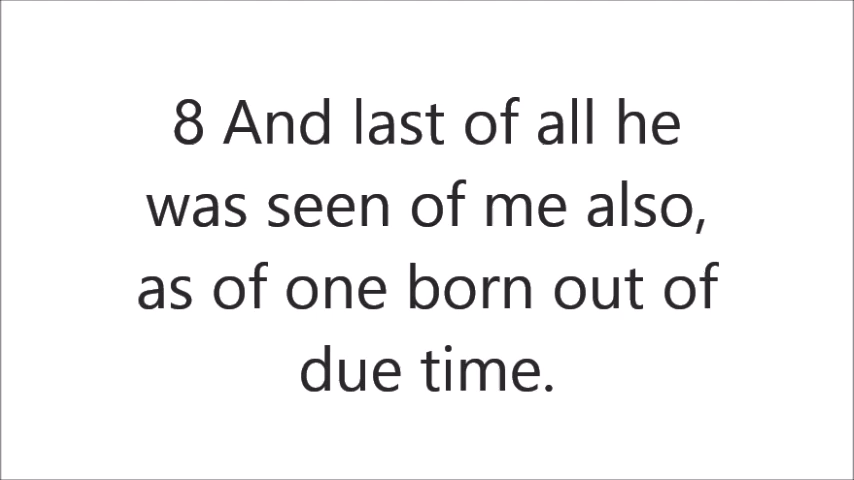 8 And last of all he
was seen of me also,
as of one born out of
due time.